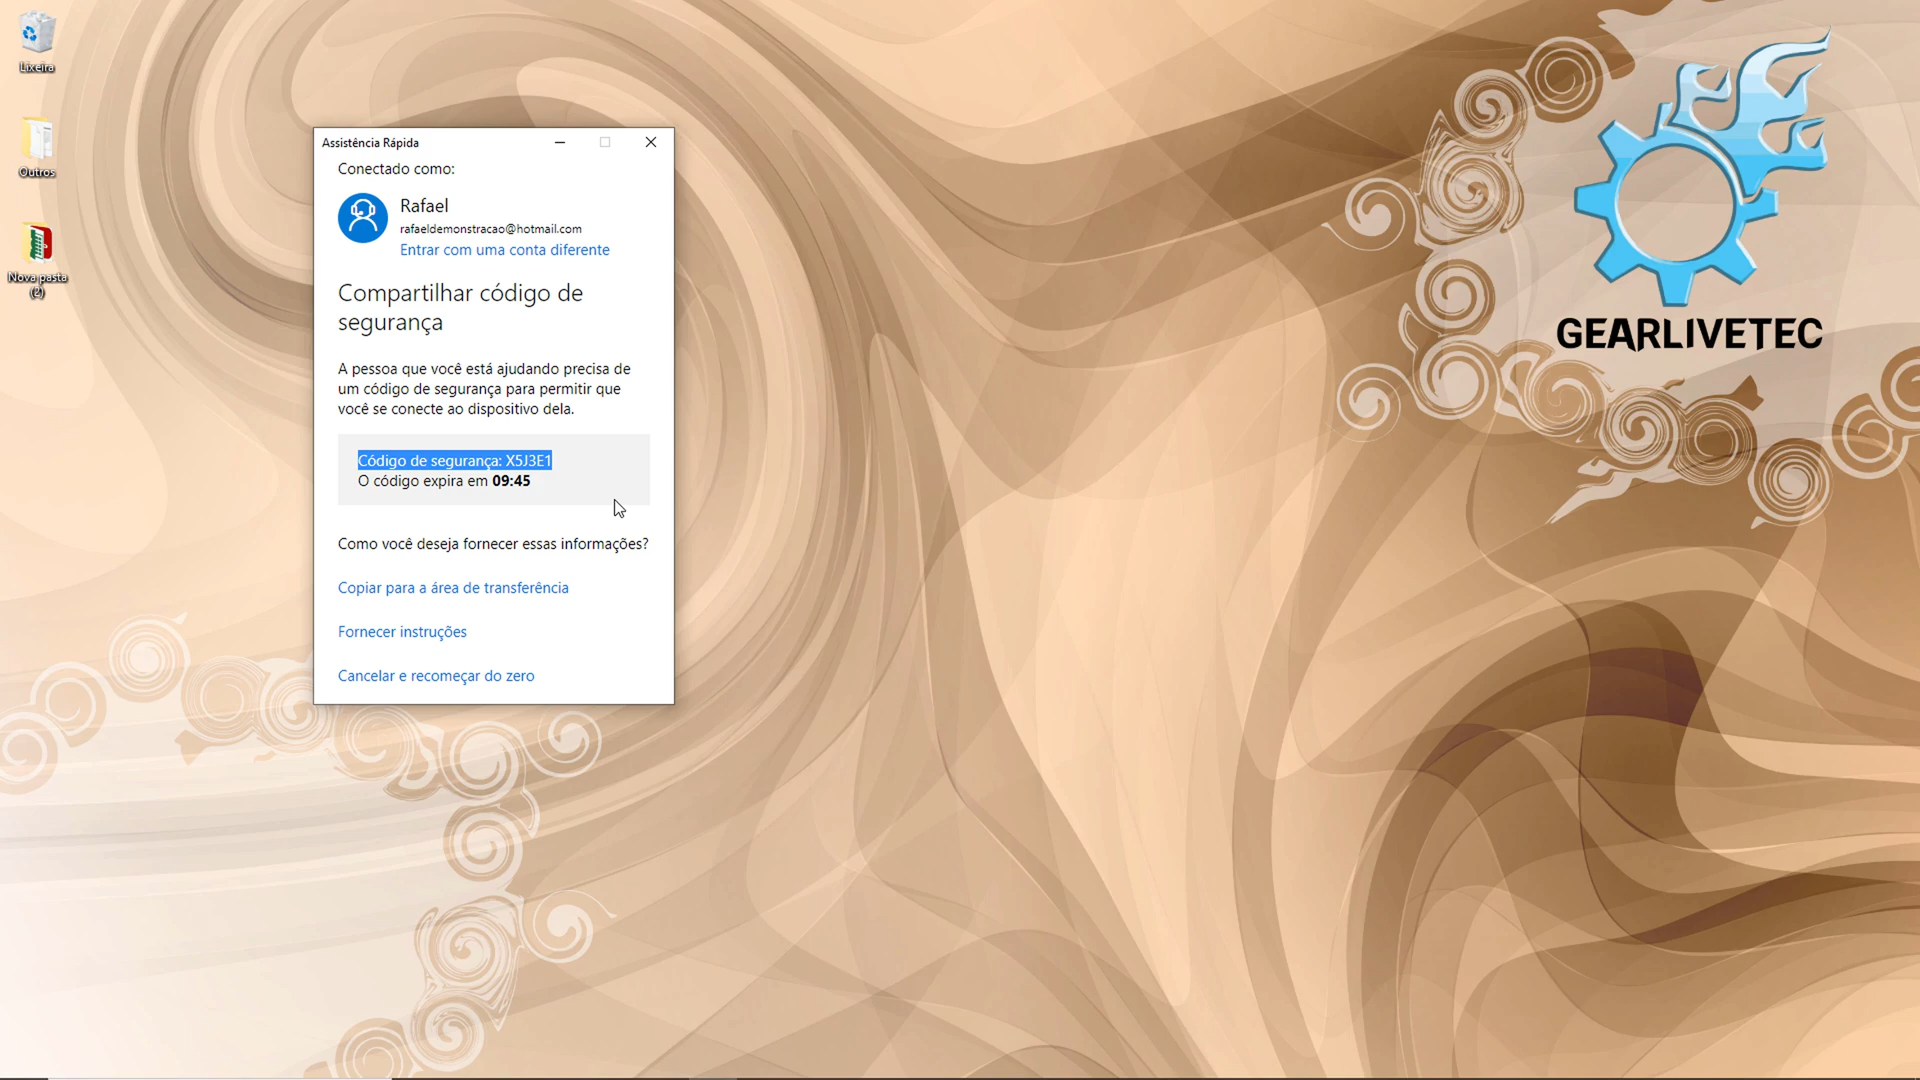 Lixeira
Outros
Nova pasta
(2)
Assistência Rápida
Conectado como:
Rafael
rafaeldemonstracao@hotmail.com
Entrar com uma conta diferente
Compartilhar código de
segurança
A pessoa que você está ajudando precisa de
um código de segurança para permitir que
você se conecte ao dispositivo dela.
Código de segurança: X5J3E1
O código expira em 09:45
Como você deseja fornecer essas informações?
Copiar para a área de transferência
Fornecer instruções
Cancelar e recomeçar do zero
GEARLIVETEC